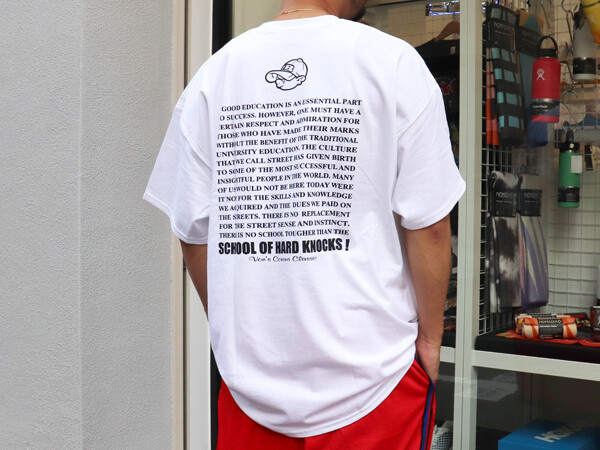 GOOD EDUCATION IS AN ESSENTIAL PART
O SUCCESS. HOWEVER, ONE MUST HAVE A
CERTAIN RESPECT AND ADMIRATION FOR
THOSE WHO HAVE MADE THEIR MARKS
WITHOUT THE BENEFIT OF THE TRADITIONAL
UNIVERSITY EDUCATION. THE CULTURE
THAT WE CALL STREET HAS GIVEN BIRTH
TO SOME OF THE MOST SUCCESSFUL AND
INSIGHTFUL PEOPLE IN THE WORLD. MANY
OF US WOULD NOT BE HERE TODAY WERE
IT NOT FOR THE SKILLS AND KNOWLEDGE
WE AQUIRED AND THE DUES WE PAID ON
THE SREETS. THERE IS NO REPLACEMENT
FOR THE STREET SENSE AND INSTINCT.
THERE IS NO SCHOOL TOUGHER THAN THE
SCHOOL OF HARD KNOCKS !